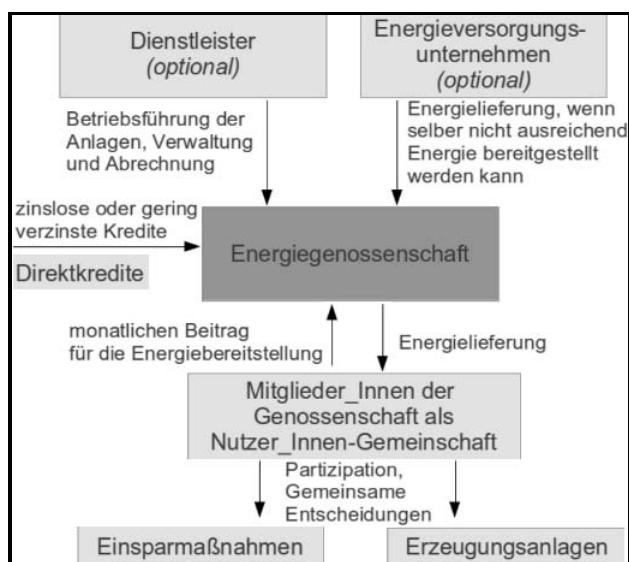 Dienstleister
(optional)
Energieversorgungs-
unternehmen
(optional)
Betriebsführung der
Anlagen, Verwaltung
und Abrechnung
Energielieferung, wenn
selber nicht ausreichend
Energie bereitgestellt
werden kann
zinslose oder gering
verzinste Kredite
Direktkredite
Energiegenossenschaft
monatlichen Beitrag
für die Energiebereitstellung
Energielieferung
Mitglieder_Innen der
Genossenschaft als
Nutzer_Innen-Gemeinschaft
Partizipation,
Gemeinsame
Entscheidungen
Einsparmaßnahmen
Erzeugungsanlagen